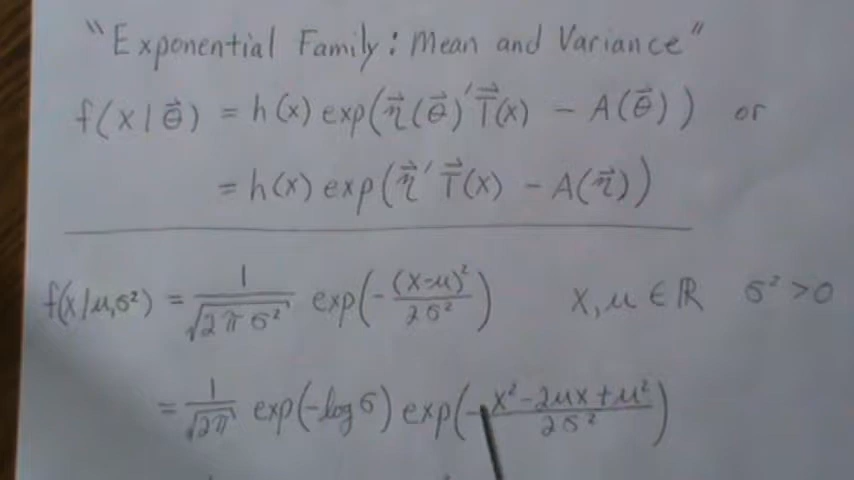 "Exponential Family: Mean and Variance"
f(x|θ⃗) = h(x) exp(η⃗(θ⃗)′T⃗(x) − A(θ⃗)) or
= h(x) exp(η⃗′T⃗(x) − A(η⃗))
f(x|μ,σ²) = 1/√(2πσ²) exp(−(x−μ)²/2σ²) x, μ ∈ ℝ σ² > 0
= 1/√(2π) exp(−log σ) exp(−(x² − 2μx + μ²)/2σ²)